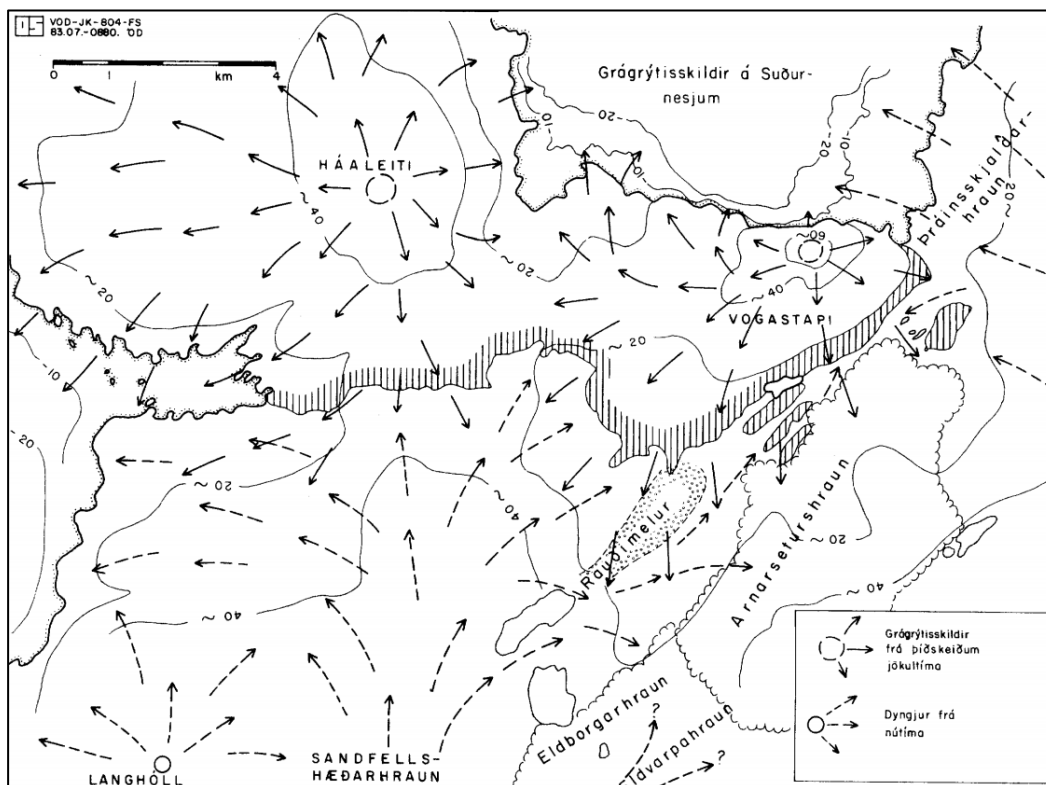 VOD-JK-804-FS
83.07.-0880. ÓD
0 1 4
km
Grágrýtisskildir á Suður-
nesjum
HÁALEITI
~40
-20-
10
-10-
-20
-10-
Þráinsskjaldar-
hraun
20~
~60
~40
VOGASTAPI
~20
~20
~20
-10
-20
~20
40
20~
~40
40
Rauðimelur
Arnarseturshraun
Eldborgarhraun
Eldvarpahraun
?
?
LANGHÓLL
SANDFELLS-
HÆÐARHRAUN
Grágrýtisskildir
frá þíðskeiðum
jökultíma
Dyngjur frá
nútíma